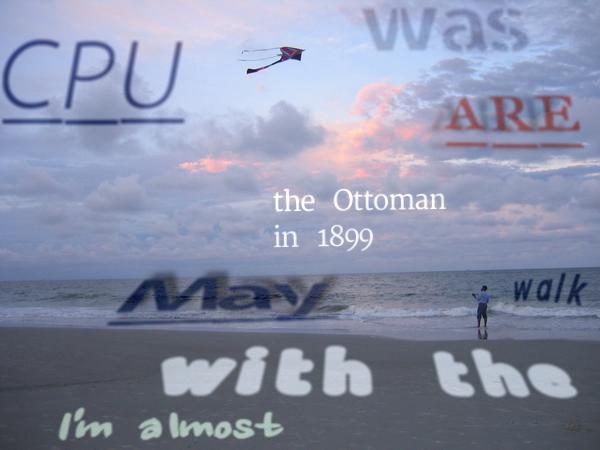 CPU
Was
ARE
the Ottoman
in 1899
May
walk
with the
I'm almost